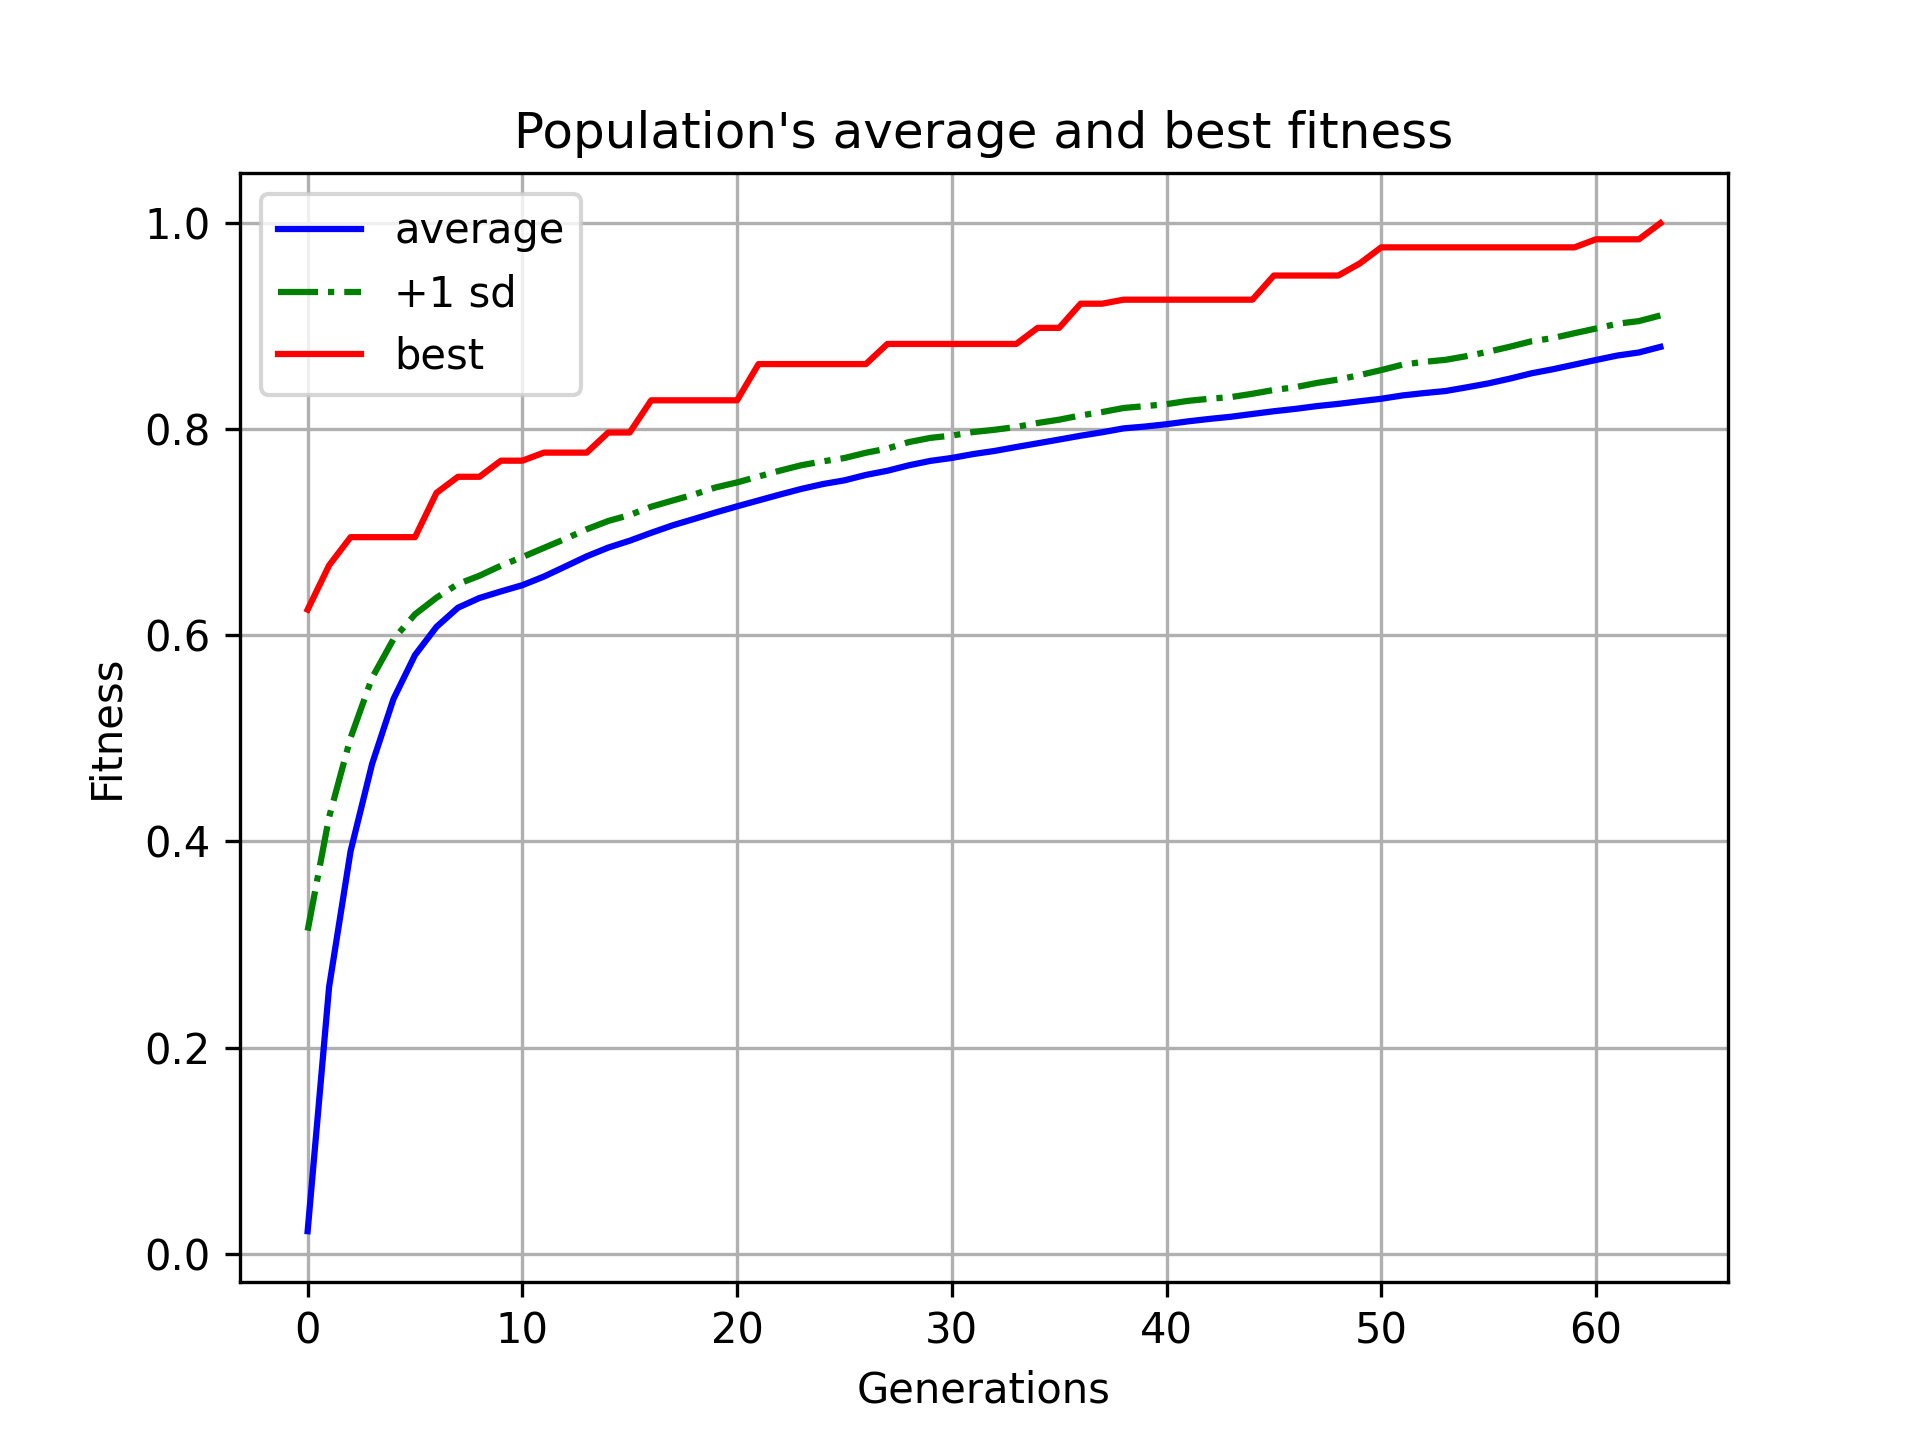 Population's average and best fitness
average
+1 sd
best
1.0
0.8
0.6
0.4
0.2
0.0
Fitness
0 10 20 30 40 50 60
Generations